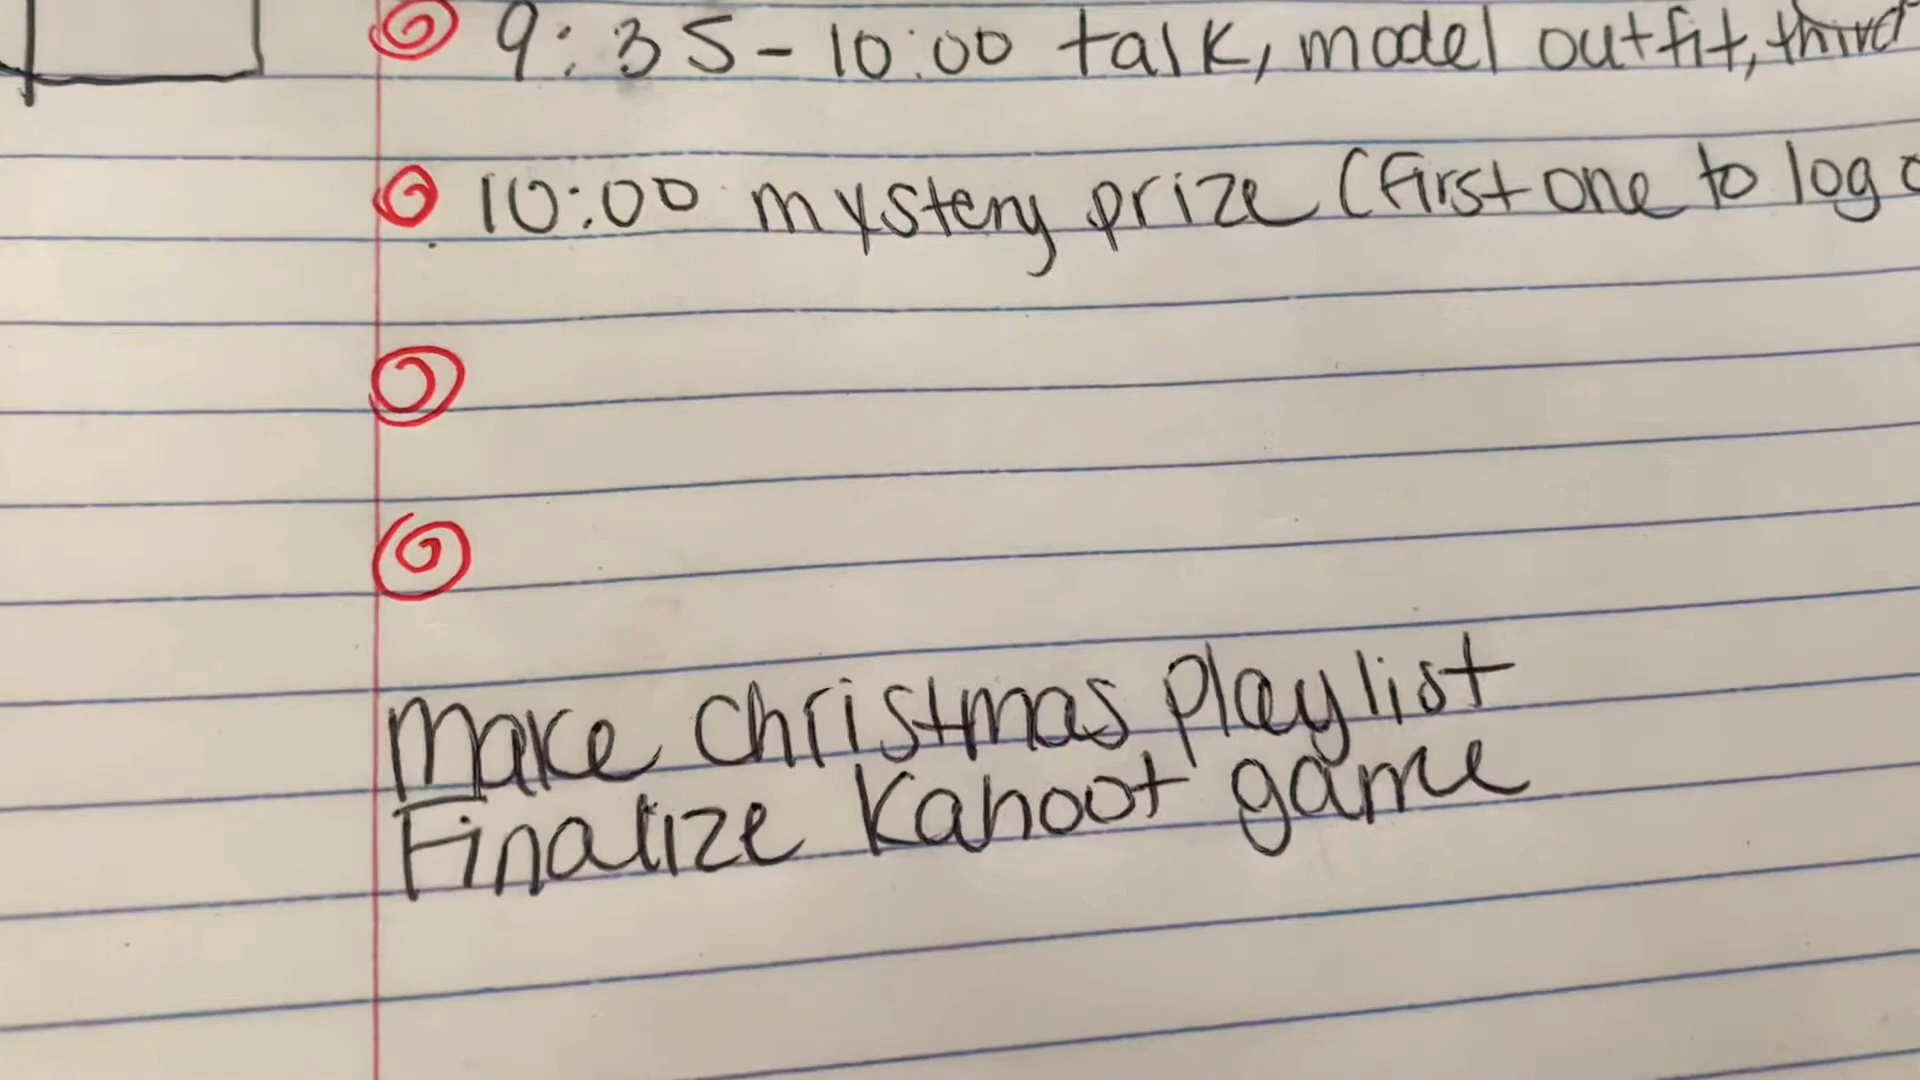 9:35-10:00 talk, model outfit, third
10:00 mystery prize (first one to log
Make Christmas playlist
Finalize Kahoot game